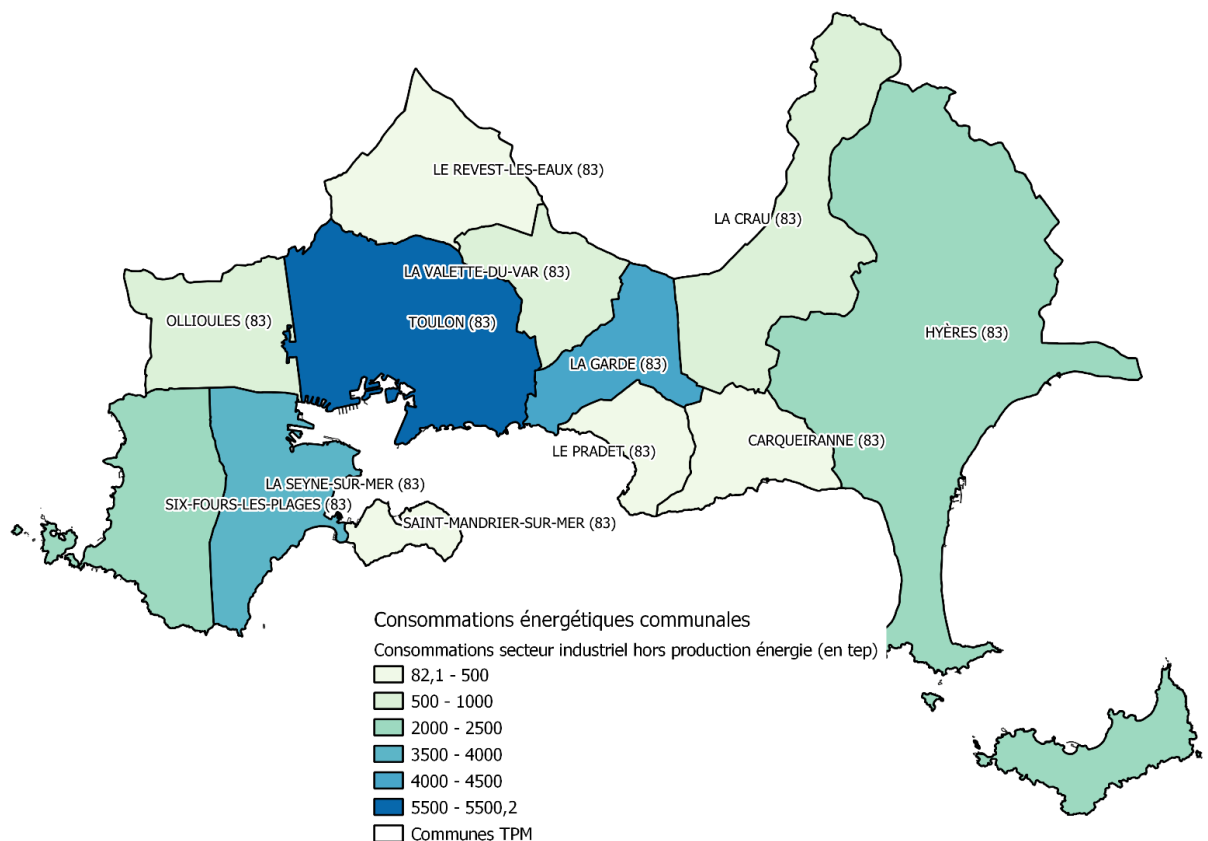 LE REVEST-LES-EAUX (83)
LA CRAU (83)
LA VALETTE-DU-VAR (83)
OLLIOULES (83)
TOULON (83)
HYÈRES (83)
LA GARDE (83)
CARQUEIRANNE (83)
LE PRADET (83)
LA SEYNE-SUR-MER (83)
SIX-FOURS-LES-PLAGES (83)
SAINT-MANDRIER-SUR-MER (83)
Consommations énergétiques communales
Consommations secteur industriel hors production énergie (en tep)
82,1 - 500
500 - 1000
2000 - 2500
3500 - 4000
4000 - 4500
5500 - 5500,2
Communes TPM